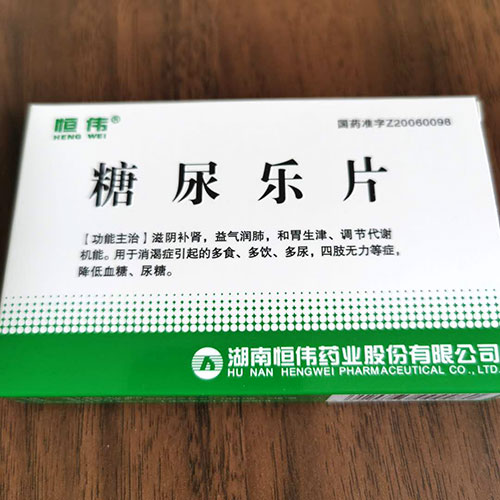 恒伟®
HENG WEI
国药准字Z20060098
糖尿乐片
[功能主治]滋阴补肾，益气润肺，和胃生津、调节代谢
机能。用于消渴症引起的多食、多饮、多尿，四肢无力等症，
降低血糖、尿糖。
湖南恒伟药业股份有限公司
HU NAN HENGWEI PHARMACEUTICAL CO.,LTD.